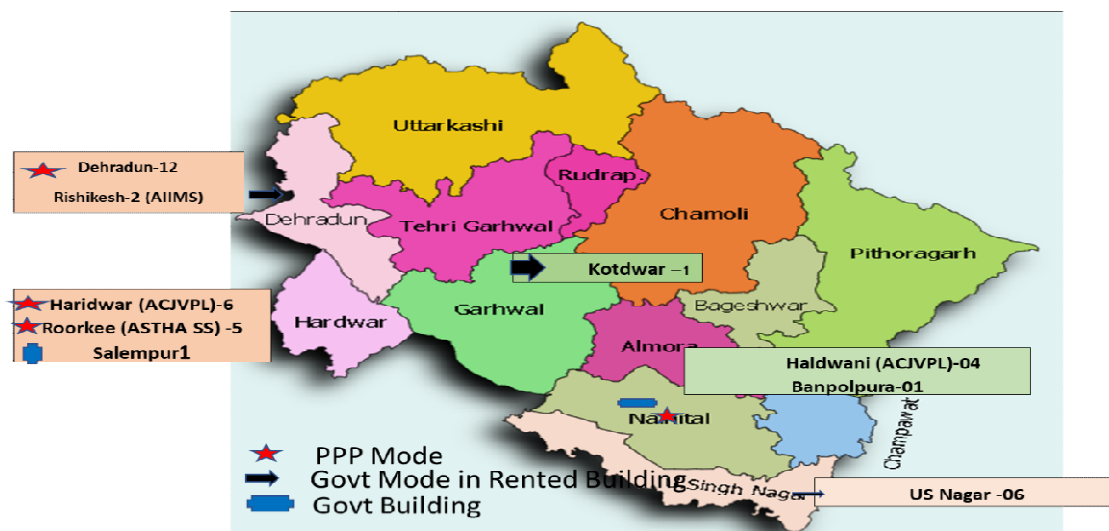 Uttarkashi
Dehradun-12
Rishikesh-2 (AIIMS)
Rudrap.
Dehradun
Tehri Garhwal
Chamoli
Pithoragarh
Kotdwar -1
Haridwar (ACJVPL)-6
Roorkee (ASTHA SS) -5
Salempur1
Hardwar
Garhwal
Bageshwar
Almora
Haldwani (ACJVPL)-04
Banpolpura-01
Nainital
Champawat
PPP Mode
Govt Mode in Rented Building
Singh Nagar
US Nagar -06
Govt Building